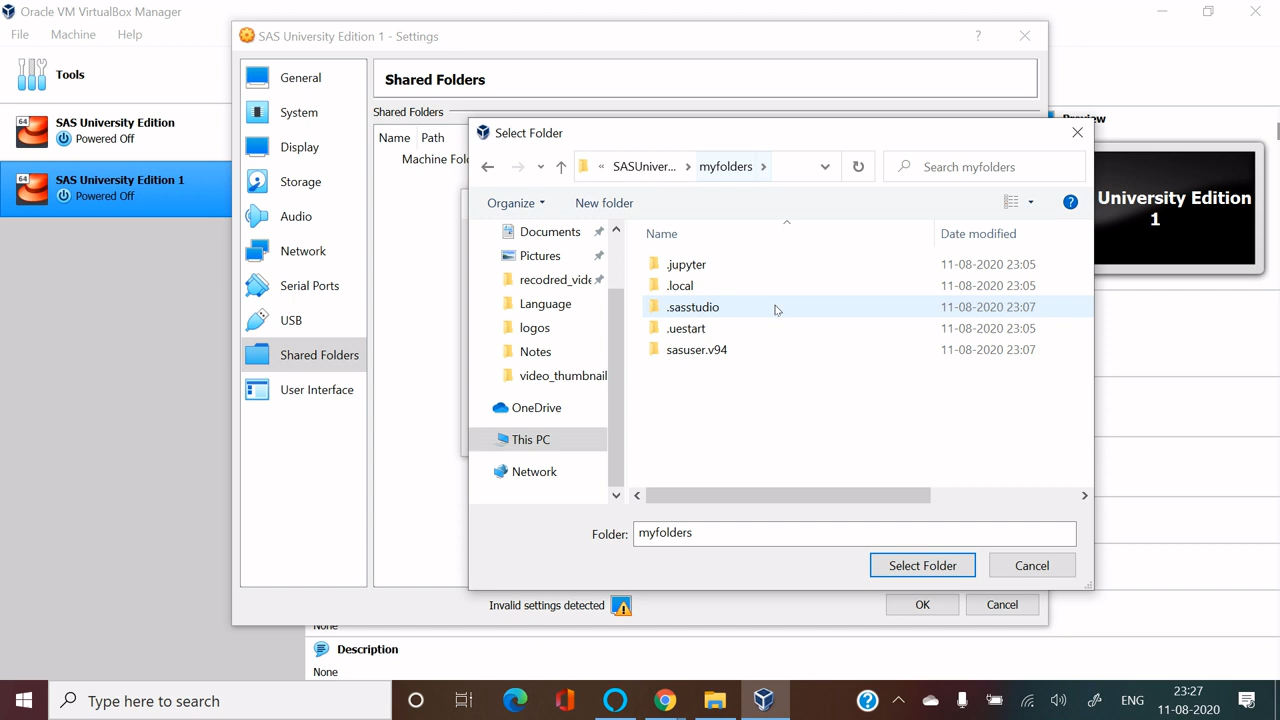 Oracle VM VirtualBox Manager
File Machine Help
Tools
64
SAS University Edition
Powered Off
64
SAS University Edition 1
Powered Off
SAS University Edition 1 - Settings
?
General
System
Display
Storage
Audio
Network
Serial Ports
USB
Shared Folders
User Interface
Shared Folders
Shared Folders
Name Path
Machine Fol
Select Folder
« SASUniver... > myfolders >
Search myfolders
Organize New folder
?
Documents
Pictures
recodred_vide
Language
logos
Notes
video_thumbnail
OneDrive
This PC
Network
Name Date modified
.jupyter 11-08-2020 23:05
.local 11-08-2020 23:05
.sasstudio 11-08-2020 23:07
.uestart 11-08-2020 23:05
sasuser.v94 11-08-2020 23:07
Folder: myfolders
Select Folder Cancel
Invalid settings detected
OK Cancel
Preview
University Edition
1
None
Description
None
Type here to search
?
ENG
23:27
11-08-2020